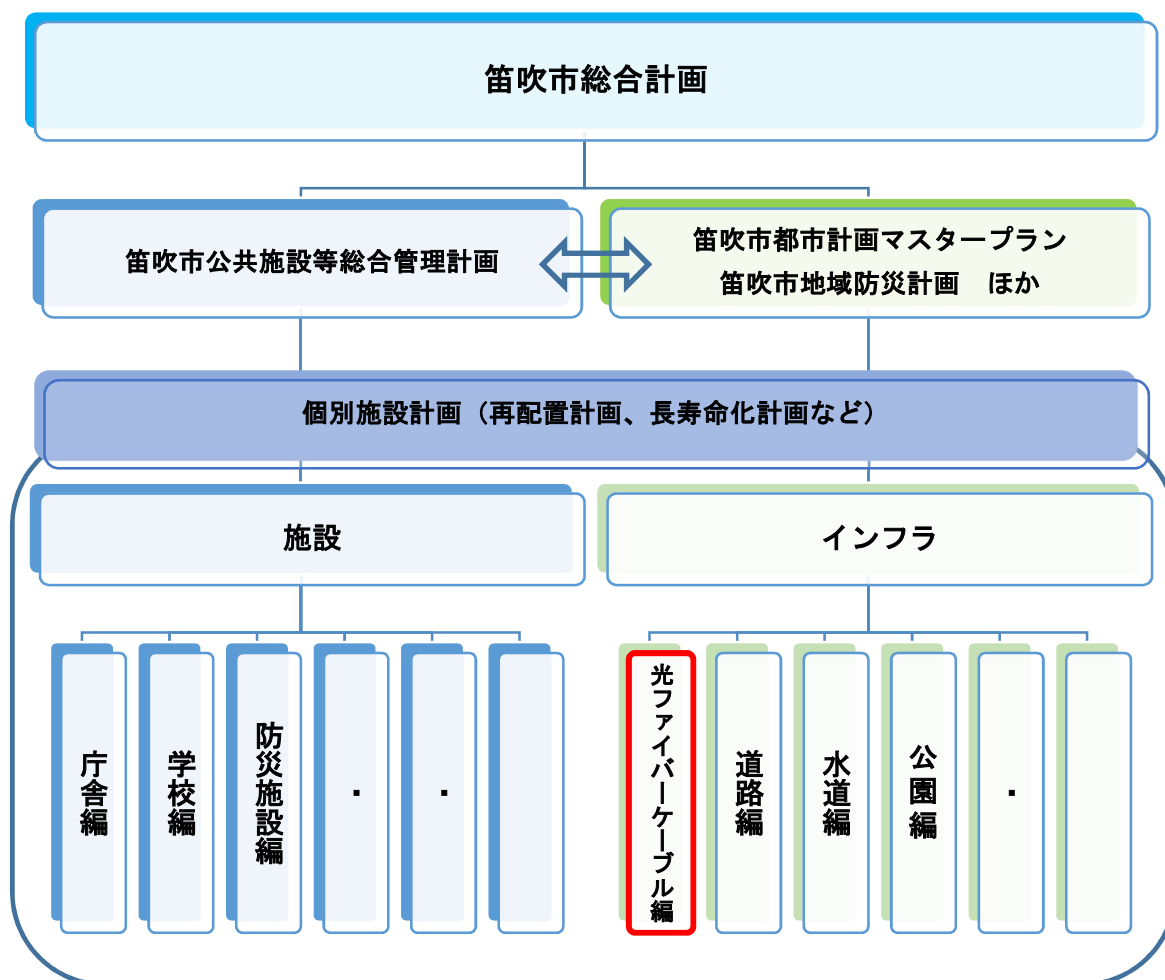 笛吹市総合計画
笛吹市公共施設等総合管理計画
笛吹市都市計画マスタープラン
笛吹市地域防災計画　ほか
個別施設計画（再配置計画、長寿命化計画など）
施設
インフラ
庁舎編
学校編
防災施設編
・
・
光ファイバーケーブル編
道路編
水道編
公園編
・